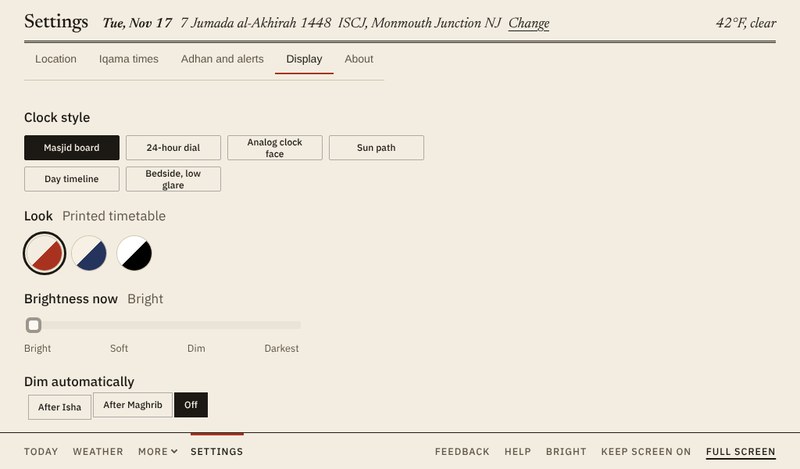 Settings Tue, Nov 17 7 Jumada al-Akhirah 1448 ISCJ, Monmouth Junction NJ Change 42°F, clear
Location Iqama times Adhan and alerts Display About
Clock style
Masjid board 24-hour dial Analog clock face Sun path
Day timeline Bedside, low glare
Look Printed timetable
Brightness now Bright
Bright Soft Dim Darkest
Dim automatically
After Isha After Maghrib Off
TODAY WEATHER MORE SETTINGS FEEDBACK HELP BRIGHT KEEP SCREEN ON FULL SCREEN